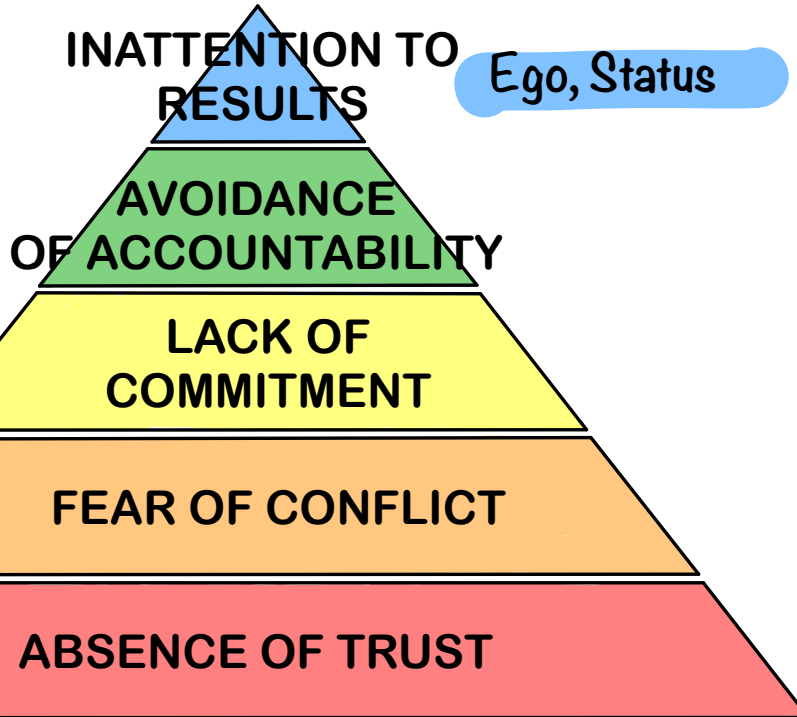 INATTENTION TO
RESULTS
Ego, Status
AVOIDANCE
OF ACCOUNTABILITY
LACK OF
COMMITMENT
FEAR OF CONFLICT
ABSENCE OF TRUST